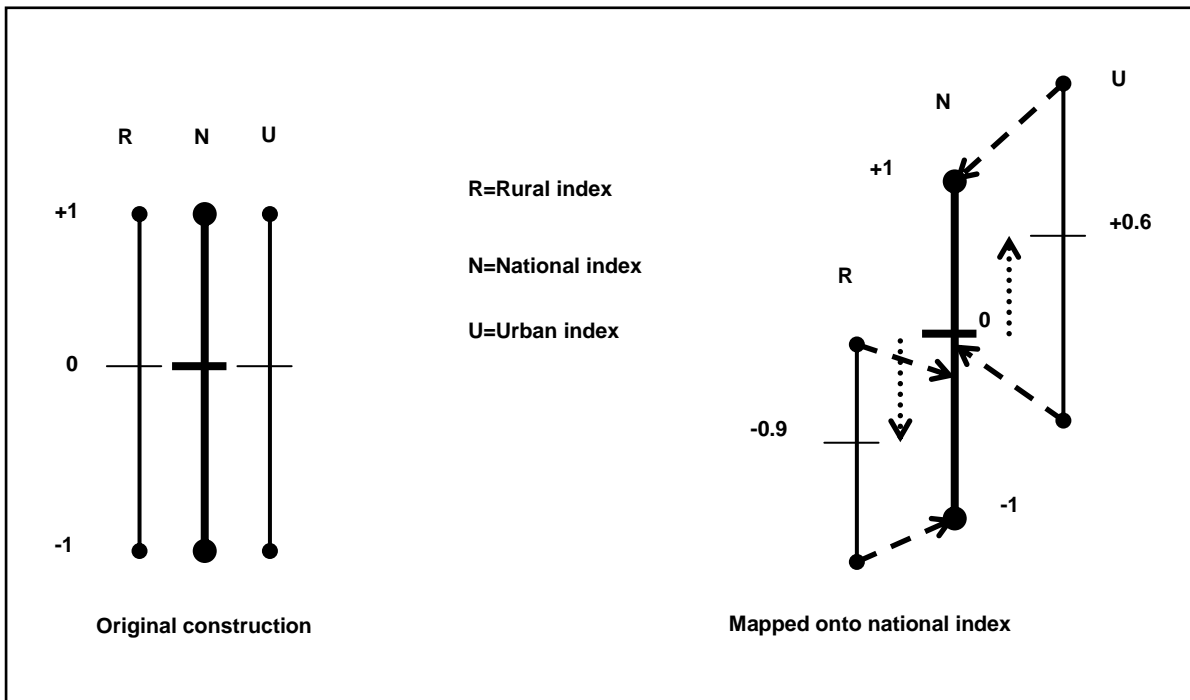 R N U
+1
0
-1
Original construction
R=Rural index
N=National index
U=Urban index
U
N
+1
+0.6
R
0
-0.9
-1
Mapped onto national index